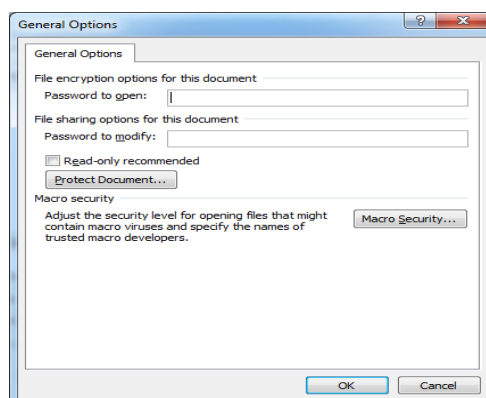 General Options
General Options
File encryption options for this document
Password to open:
File sharing options for this document
Password to modify:
Read-only recommended
Protect Document...
Macro security
Adjust the security level for opening files that might
contain macro viruses and specify the names of
trusted macro developers.
Macro Security...
OK Cancel